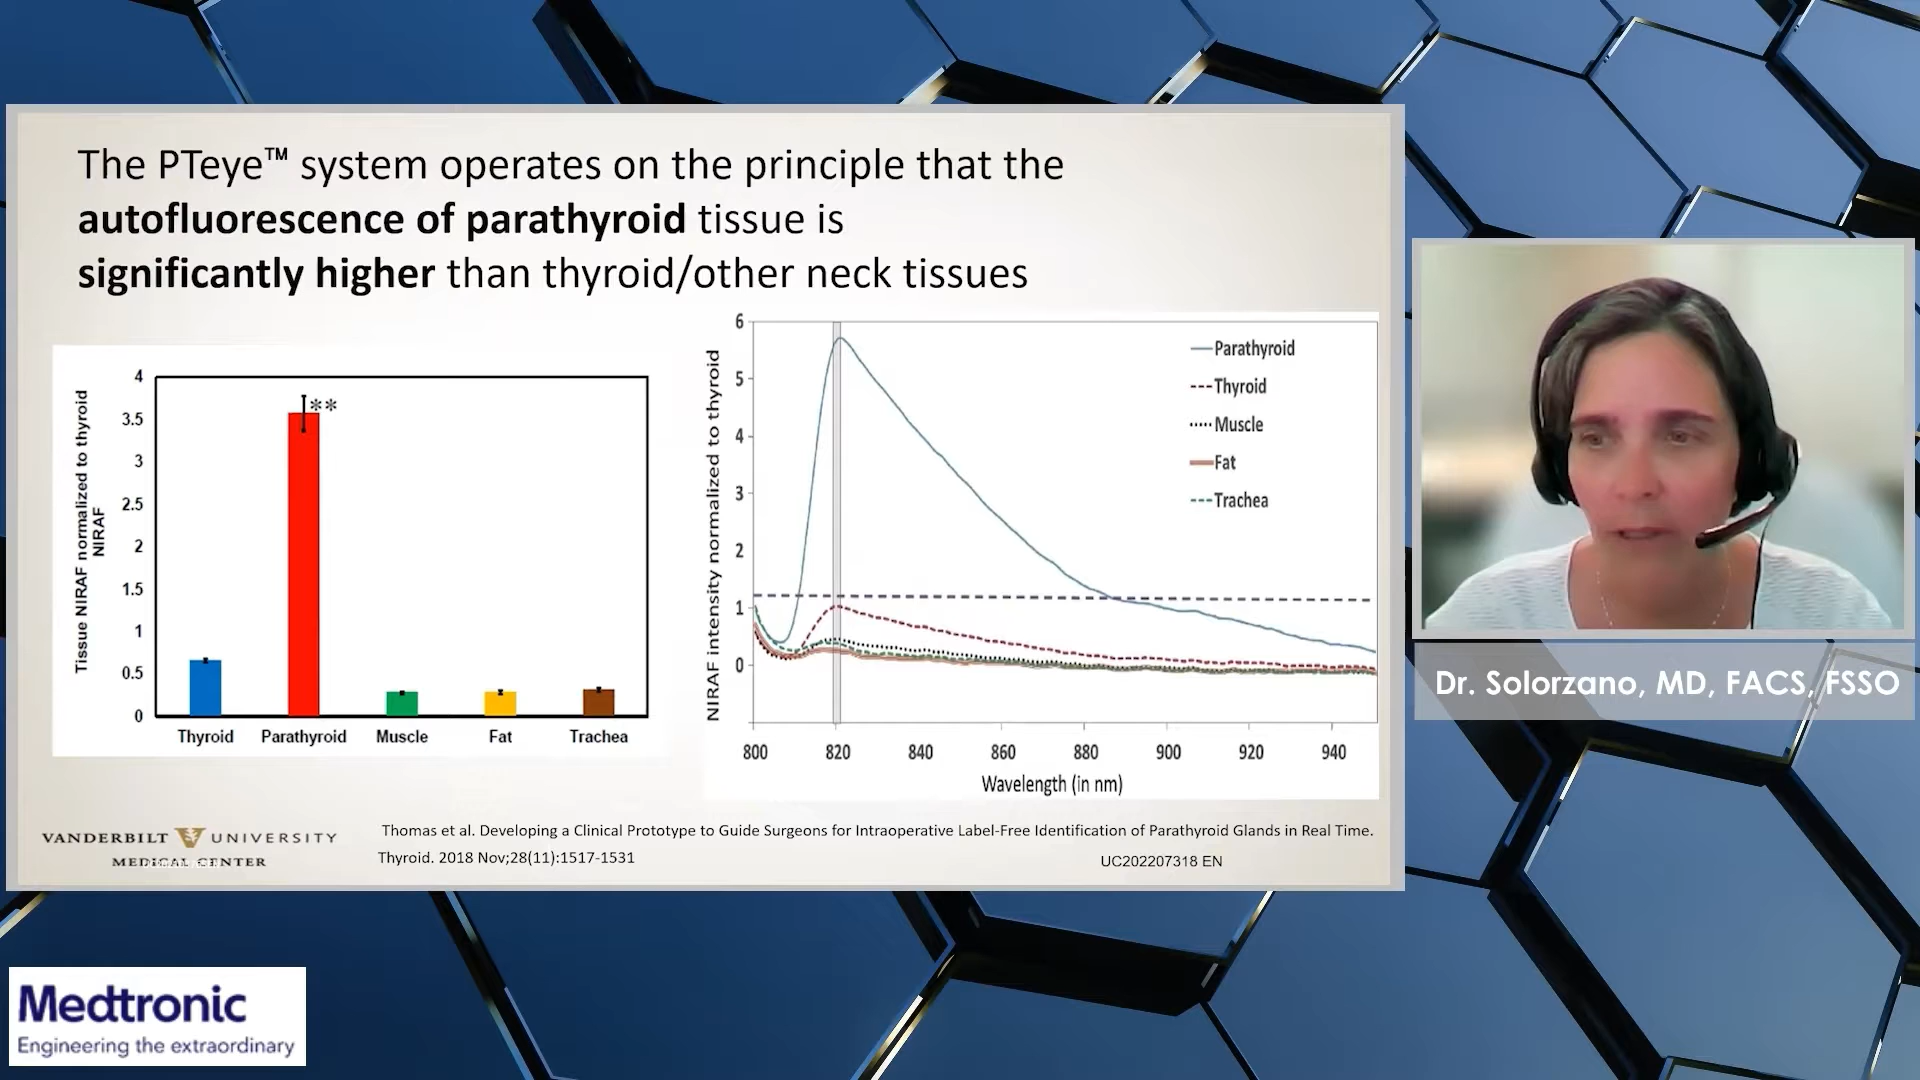 The PTeye™ system operates on the principle that the
autofluorescence of parathyroid tissue is
significantly higher than thyroid/other neck tissues
Tissue NIRAF normalized to thyroid
NIRAF
4
3.5
3
2.5
2
1.5
1
0.5
0
**
Thyroid Parathyroid Muscle Fat Trachea
NIRAF intensity normalized to thyroid
6
5
4
3
2
1
0
Parathyroid
Thyroid
Muscle
Fat
Trachea
800 820 840 860 880 900 920 940
Wavelength (in nm)
VANDERBILT UNIVERSITY
MEDICAL CENTER
Thomas et al. Developing a Clinical Prototype to Guide Surgeons for Intraoperative Label-Free Identification of Parathyroid Glands in Real Time.
Thyroid. 2018 Nov;28(11):1517-1531
UC202207318 EN
Dr. Solorzano, MD, FACS, FSSO
Medtronic
Engineering the extraordinary